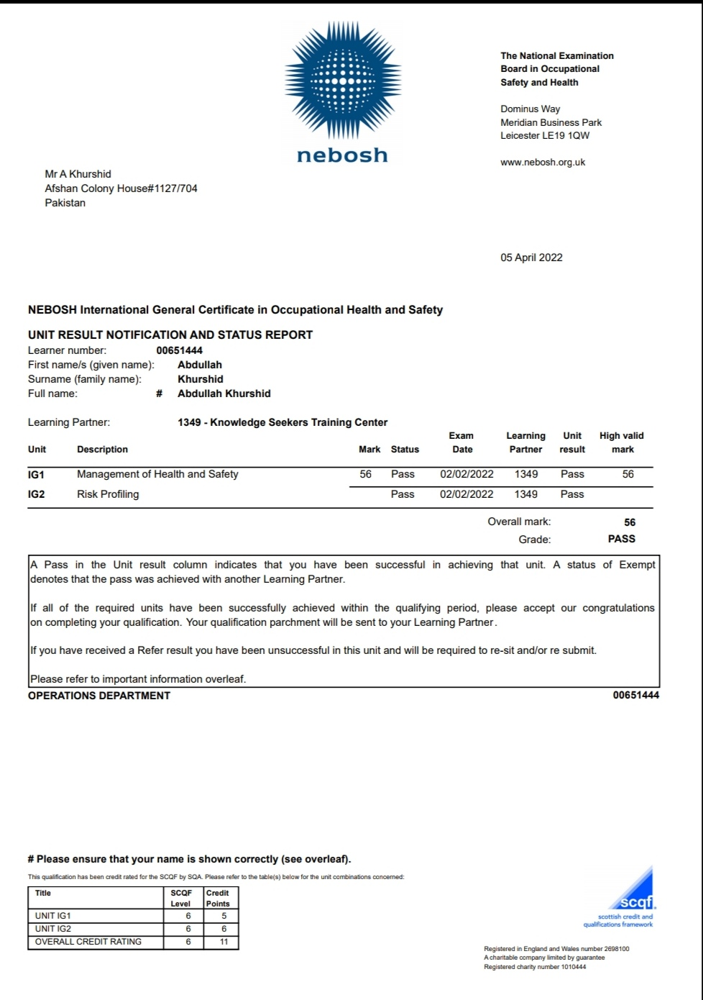 nebosh
The National Examination
Board in Occupational
Safety and Health
Dominus Way
Meridian Business Park
Leicester LE19 1QW
www.nebosh.org.uk
Mr A Khurshid
Afshan Colony House#1127/704
Pakistan
05 April 2022
NEBOSH International General Certificate in Occupational Health and Safety
UNIT RESULT NOTIFICATION AND STATUS REPORT
Learner number: 00651444
First name/s (given name): Abdullah
Surname (family name): Khurshid
Full name: # Abdullah Khurshid
Learning Partner: 1349 - Knowledge Seekers Training Center
Exam Learning Unit High valid
Unit Description Mark Status Date Partner result mark
IG1 Management of Health and Safety 56 Pass 02/02/2022 1349 Pass 56
IG2 Risk Profiling Pass 02/02/2022 1349 Pass
Overall mark: 56
Grade: PASS
A Pass in the Unit result column indicates that you have been successful in achieving that unit. A status of Exempt
denotes that the pass was achieved with another Learning Partner.
If all of the required units have been successfully achieved within the qualifying period, please accept our congratulations
on completing your qualification. Your qualification parchment will be sent to your Learning Partner.
If you have received a Refer result you have been unsuccessful in this unit and will be required to re-sit and/or re submit.
Please refer to important information overleaf.
OPERATIONS DEPARTMENT 00651444
# Please ensure that your name is shown correctly (see overleaf).
This qualification has been credit rated for the SCQF by SQA. Please refer to the table(s) below for the unit combinations concerned:
Title SCQF Credit
Level Points
UNIT IG1 6 5
UNIT IG2 6 6
OVERALL CREDIT RATING 6 11
scqf.
scottish credit and
qualifications framework
Registered in England and Wales number 2698100
A charitable company limited by guarantee
Registered charity number 1010444